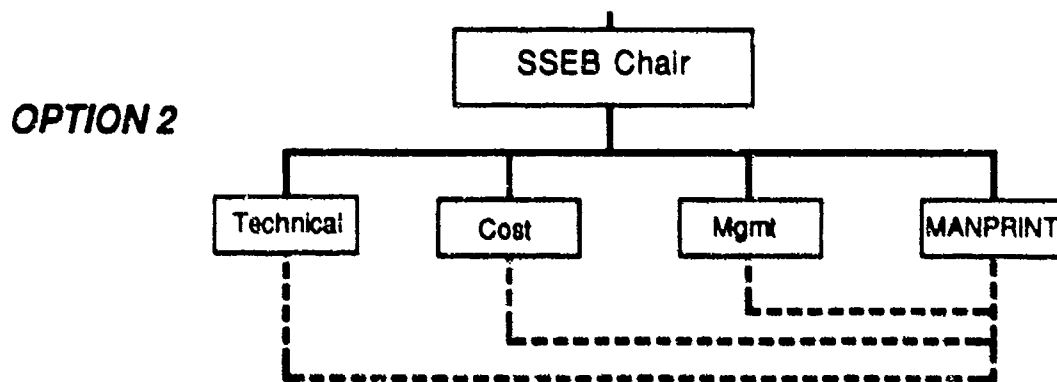 SSEB Chair
OPTION 2
Technical
Cost
Mgmt
MANPRINT